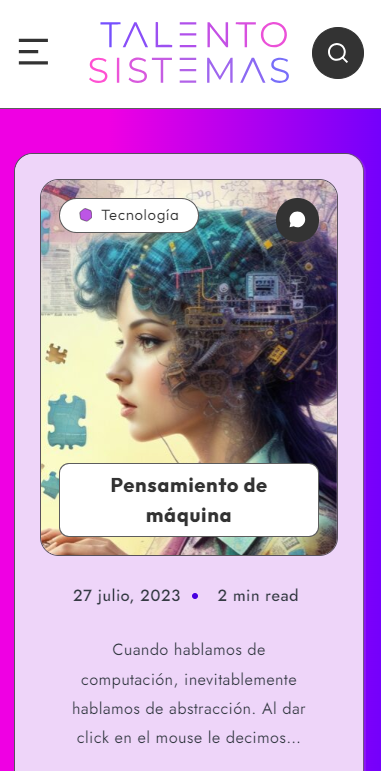 TALENTO
SISTEMAS
Tecnología
Pensamiento de
máquina
27 julio, 2023 • 2 min read
Cuando hablamos de
computación, inevitablemente
hablamos de abstracción. Al dar
click en el mouse le decimos...